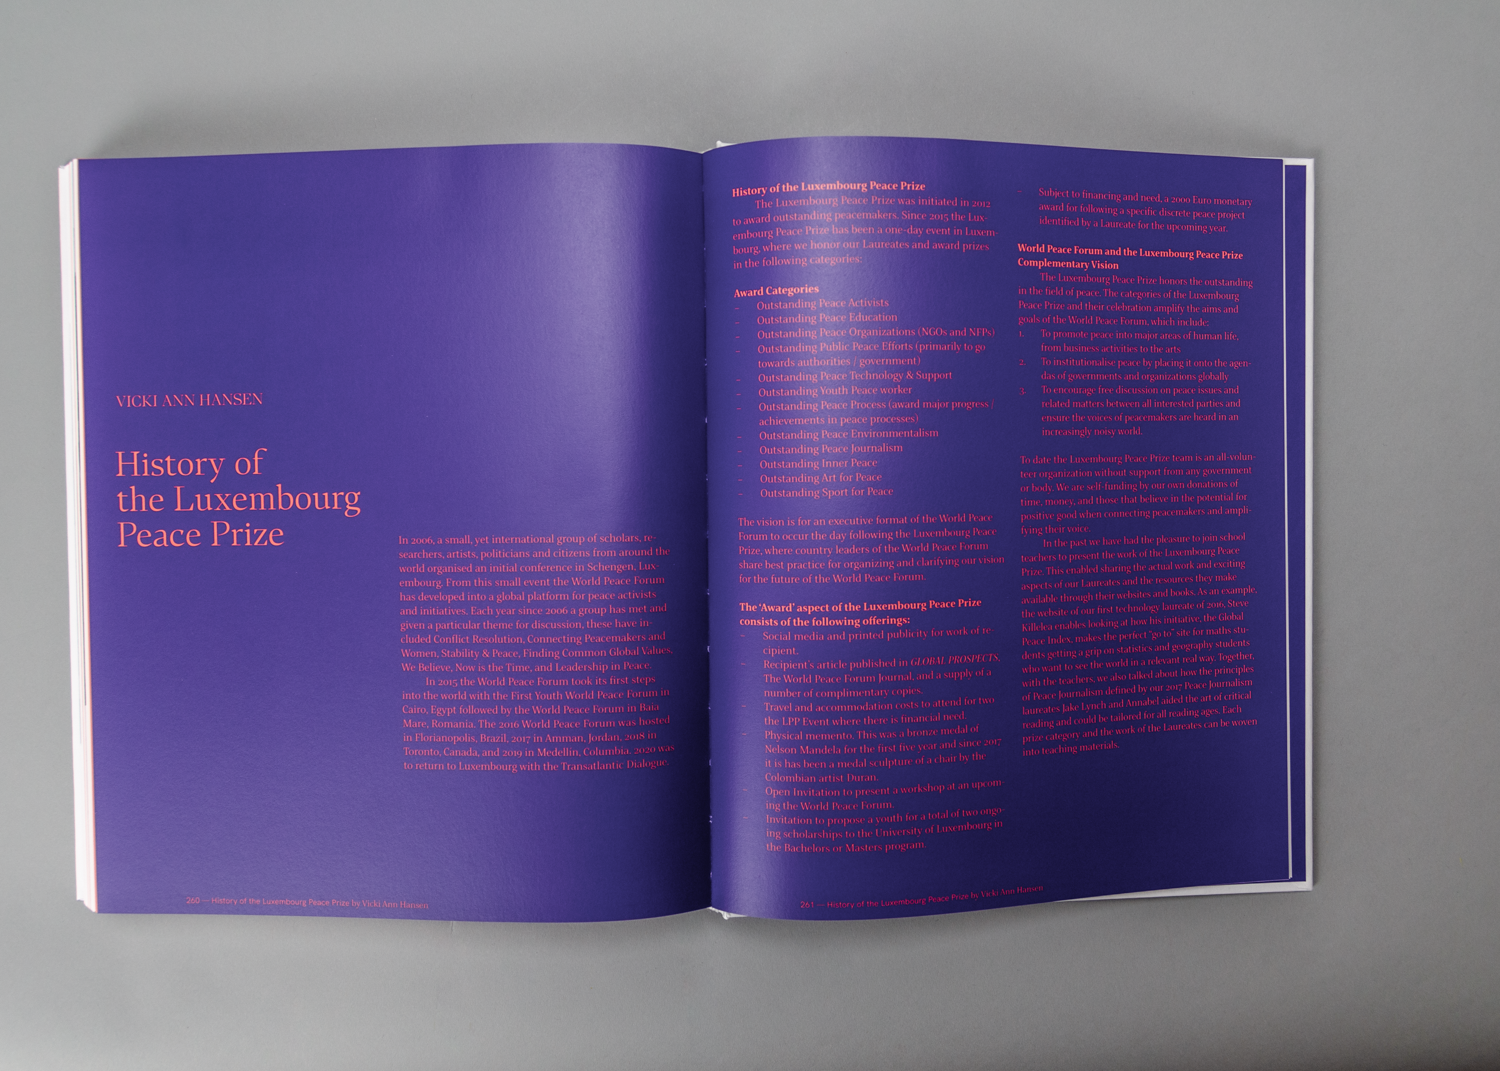 VICKI ANN HANSEN
History of
the Luxembourg
Peace Prize
In 2006, a small, yet international group of scholars, re-
searchers, artists, politicians and citizens from around the
world organised an initial conference in Schengen, Lux-
embourg. From this small event the World Peace Forum
has developed into a global platform for peace activists
and initiatives. Each year since 2006 a group has met and
given a particular theme for discussion, these have in-
cluded Conflict Resolution, Connecting Peacemakers and
Women, Stability & Peace, Finding Common Global Values,
We Believe, Now is the Time, and Leadership in Peace.
In 2015 the World Peace Forum took its first steps
into the world with the First Youth World Peace Forum in
Cairo, Egypt followed by the World Peace Forum in Baia
Mare, Romania. The 2016 World Peace Forum was hosted
in Florianopolis, Brazil, 2017 in Amman, Jordan, 2018 in
Toronto, Canada, and 2019 in Medellin, Columbia. 2020 was
to return to Luxembourg with the Transatlantic Dialogue.
260 — History of the Luxembourg Peace Prize by Vicki Ann Hansen
History of the Luxembourg Peace Prize
The Luxembourg Peace Prize was initiated in 2012
to award outstanding peacemakers. Since 2015 the Lux-
embourg Peace Prize has been a one-day event in Luxem-
bourg, where we honor our Laureates and award prizes
in the following categories:
Award Categories
– Outstanding Peace Activists
– Outstanding Peace Education
– Outstanding Peace Organizations (NGOs and NFPs)
– Outstanding Public Peace Efforts (primarily to go
towards authorities / government)
– Outstanding Peace Technology & Support
– Outstanding Youth Peace worker
– Outstanding Peace Process (award major progress /
achievements in peace processes)
– Outstanding Peace Environmentalism
– Outstanding Peace Journalism
– Outstanding Inner Peace
– Outstanding Art for Peace
– Outstanding Sport for Peace
The vision is for an executive format of the World Peace
Forum to occur the day following the Luxembourg Peace
Prize, where country leaders of the World Peace Forum
share best practice for organizing and clarifying our vision
for the future of the World Peace Forum.
The 'Award' aspect of the Luxembourg Peace Prize
consists of the following offerings:
– Social media and printed publicity for work of re-
cipient.
– Recipient's article published in GLOBAL PROSPECTS,
The World Peace Forum Journal, and a supply of a
number of complimentary copies.
– Travel and accommodation costs to attend for two
the LPP Event where there is financial need.
– Physical memento. This was a bronze medal of
Nelson Mandela for the first five year and since 2017
it is has been a medal sculpture of a chair by the
Colombian artist Duran.
– Open Invitation to present a workshop at an upcom-
ing the World Peace Forum.
– Invitation to propose a youth for a total of two ongo-
ing scholarships to the University of Luxembourg in
the Bachelors or Masters program.
– Subject to financing and need, a 2000 Euro monetary
award for following a specific discrete peace project
identified by a Laureate for the upcoming year.
World Peace Forum and the Luxembourg Peace Prize
Complementary Vision
The Luxembourg Peace Prize honors the outstanding
in the field of peace. The categories of the Luxembourg
Peace Prize and their celebration amplify the aims and
goals of the World Peace Forum, which include:
1. To promote peace into major areas of human life,
from business activities to the arts
2. To institutionalise peace by placing it onto the agen-
das of governments and organizations globally
3. To encourage free discussion on peace issues and
related matters between all interested parties and
ensure the voices of peacemakers are heard in an
increasingly noisy world.
To date the Luxembourg Peace Prize team is an all-volun-
teer organization without support from any government
or body. We are self-funding by our own donations of
time, money, and those that believe in the potential for
positive good when connecting peacemakers and ampli-
fying their voice.
In the past we have had the pleasure to join school
teachers to present the work of the Luxembourg Peace
Prize. This enabled sharing the actual work and exciting
aspects of our Laureates and the resources they make
available through their websites and books. As an example,
the website of our first technology laureate of 2016, Steve
Killelea enables looking at how his initiative, the Global
Peace Index, makes the perfect "go to" site for maths stu-
dents getting a grip on statistics and geography students
who want to see the world in a relevant real way. Together,
with the teachers, we also talked about how the principles
of Peace Journalism defined by our 2017 Peace Journalism
laureates Jake Lynch and Annabel aided the art of critical
reading and could be tailored for all reading ages. Each
prize category and the work of the Laureates can be woven
into teaching materials.
261 — History of the Luxembourg Peace Prize by Vicki Ann Hansen